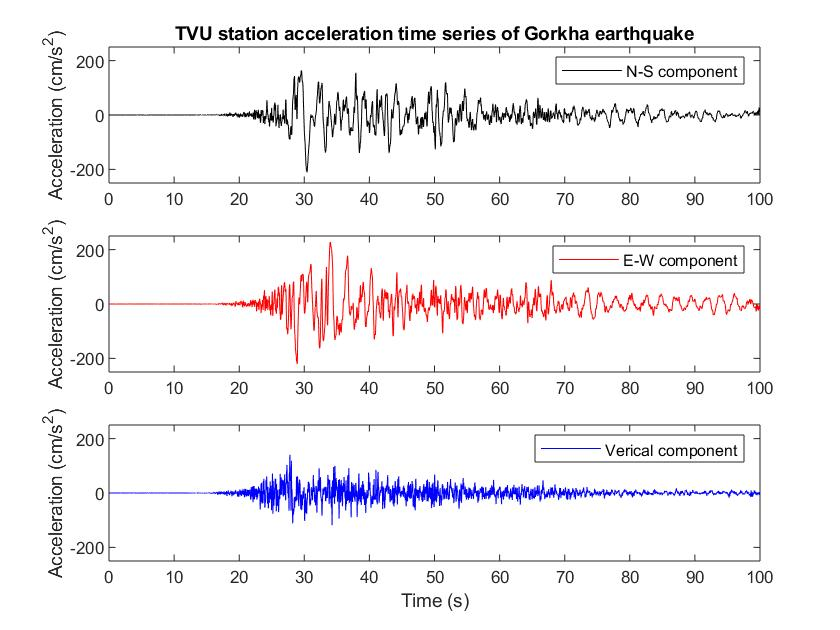 TVU station acceleration time series of Gorkha earthquake
Acceleration (cm/s²)
200
0
-200
N-S component
0 10 20 30 40 50 60 70 80 90 100
Acceleration (cm/s²)
200
0
-200
E-W component
0 10 20 30 40 50 60 70 80 90 100
Acceleration (cm/s²)
200
0
-200
Verical component
0 10 20 30 40 50 60 70 80 90 100
Time (s)